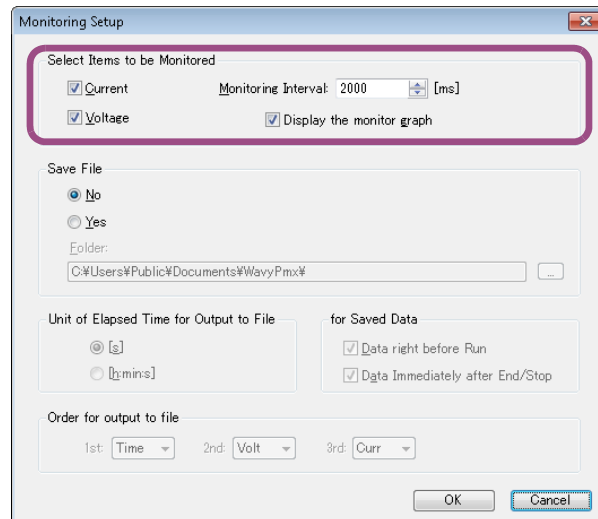 Monitoring Setup
Select Items to be Monitored
Current Monitoring Interval: 2000 [ms]
Voltage Display the monitor graph
Save File
No
Yes
Folder:
C:¥Users¥Public¥Documents¥WavyPmx¥ ...
Unit of Elapsed Time for Output to File for Saved Data
[s] Data right before Run
[h:min:s] Data Immediately after End/Stop
Order for output to file
1st: Time 2nd: Volt 3rd: Curr
OK Cancel